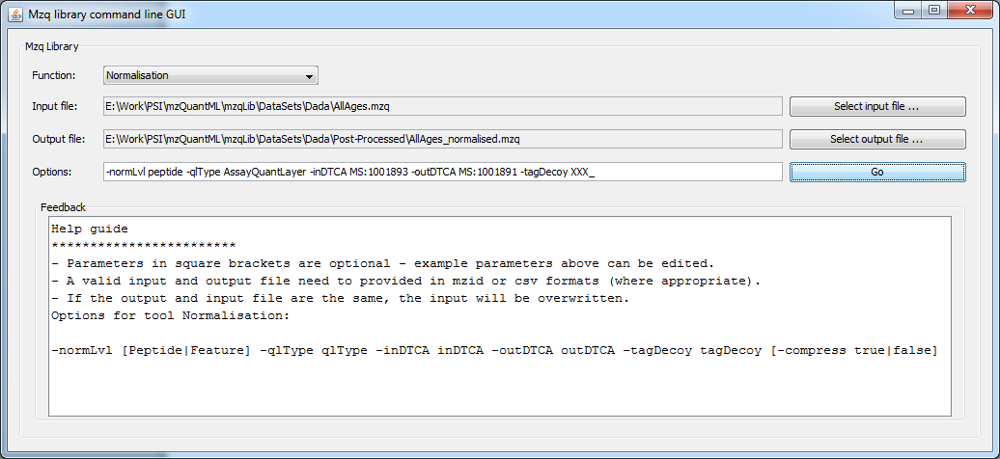 Mzq library command line GUI
Mzq Library
Function: Normalisation
Input file: E:\Work\PSI\mzQuantML\mzqLib\DataSets\Dada\AllAges.mzq Select input file ...
Output file: E:\Work\PSI\mzQuantML\mzqLib\DataSets\Dada\Post-Processed\AllAges_normalised.mzq Select output file ...
Options: -normLvl peptide -qlType AssayQuantLayer -inDTCA MS:1001893 -outDTCA MS:1001891 -tagDecoy XXX_ Go
Feedback
Help guide
************************
- Parameters in square brackets are optional - example parameters above can be edited.
- A valid input and output file need to provided in mzid or csv formats (where appropriate).
- If the output and input file are the same, the input will be overwritten.
Options for tool Normalisation:
-normLvl [Peptide|Feature] -qlType qlType -inDTCA inDTCA -outDTCA outDTCA -tagDecoy tagDecoy [-compress true|false]